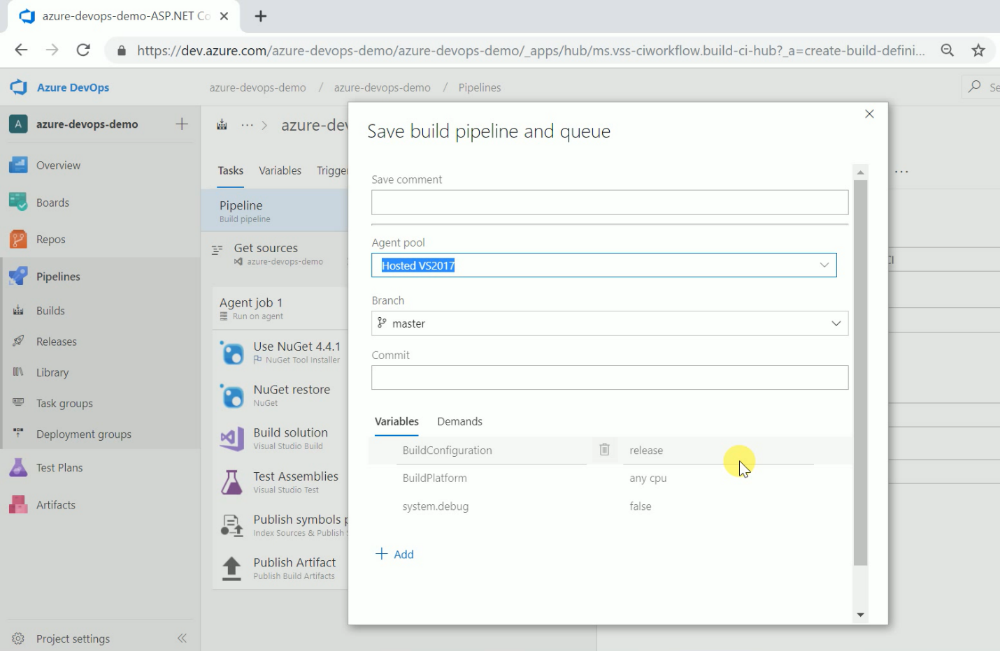 azure-devops-demo-ASP.NET Co
https://dev.azure.com/azure-devops-demo/azure-devops-demo/_apps/hub/ms.vss-ciworkflow.build-ci-hub?_a=create-build-defini...
Azure DevOps
azure-devops-demo / azure-devops-demo / Pipelines
Se
A azure-devops-demo
Overview
Boards
Repos
Pipelines
Builds
Releases
Library
Task groups
Deployment groups
Test Plans
Artifacts
Project settings
... > azure-dev
Tasks Variables Trigger
Pipeline
Build pipeline
Get sources
azure-devops-demo
Agent job 1
Run on agent
Use NuGet 4.4.1
NuGet Tool Installer
NuGet restore
NuGet
Build solution
Visual Studio Build
Test Assemblies
Visual Studio Test
Publish symbols p
Index Sources & Publish S
Publish Artifact
Publish Build Artifacts
Save build pipeline and queue
Save comment
Agent pool
Hosted VS2017
Branch
master
Commit
Variables Demands
BuildConfiguration release
BuildPlatform any cpu
system.debug false
+ Add
...
CI